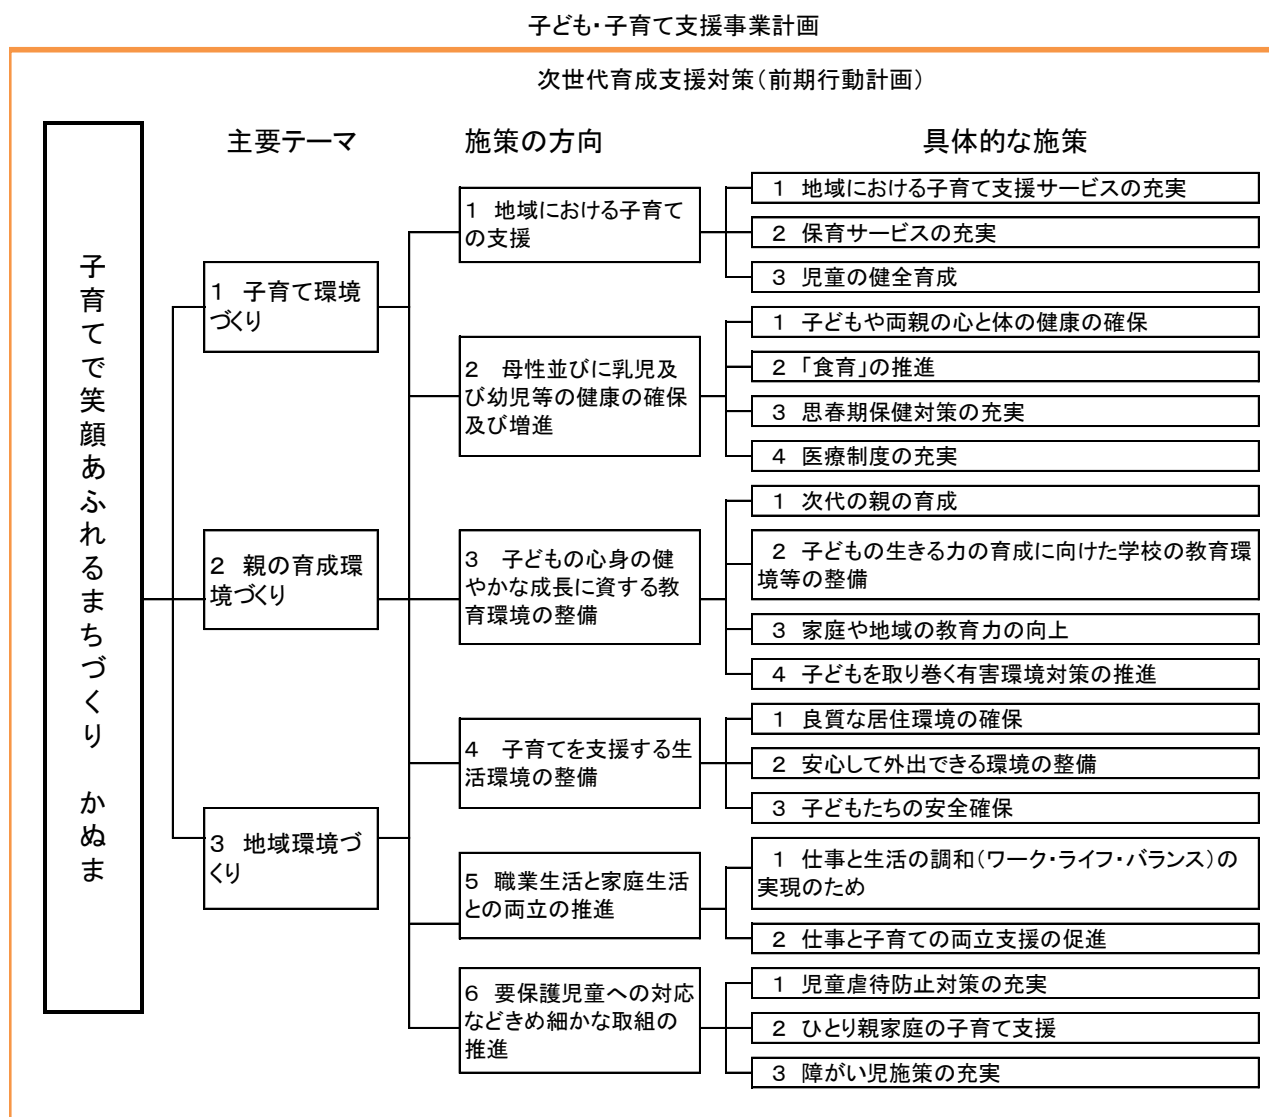 子ども・子育て支援事業計画
次世代育成支援対策（前期行動計画）
主要テーマ
施策の方向
具体的な施策
子育てで笑顔あふれるまちづくり　かぬま
1　子育て環境
づくり
2　親の育成環
境づくり
3　地域環境づ
くり
1　地域における子育て
の支援
2　母性並びに乳児及
び幼児等の健康の確保
及び増進
3　子どもの心身の健
やかな成長に資する教
育環境の整備
4　子育てを支援する生
活環境の整備
5　職業生活と家庭生活
との両立の推進
6　要保護児童への対応
などきめ細かな取組の
推進
1　地域における子育て支援サービスの充実
2　保育サービスの充実
3　児童の健全育成
1　子どもや両親の心と体の健康の確保
2　「食育」の推進
3　思春期保健対策の充実
4　医療制度の充実
1　次代の親の育成
2　子どもの生きる力の育成に向けた学校の教育環
境等の整備
3　家庭や地域の教育力の向上
4　子どもを取り巻く有害環境対策の推進
1　良質な居住環境の確保
2　安心して外出できる環境の整備
3　子どもたちの安全確保
1　仕事と生活の調和（ワーク・ライフ・バランス）の
実現のため
2　仕事と子育ての両立支援の促進
1　児童虐待防止対策の充実
2　ひとり親家庭の子育て支援
3　障がい児施策の充実